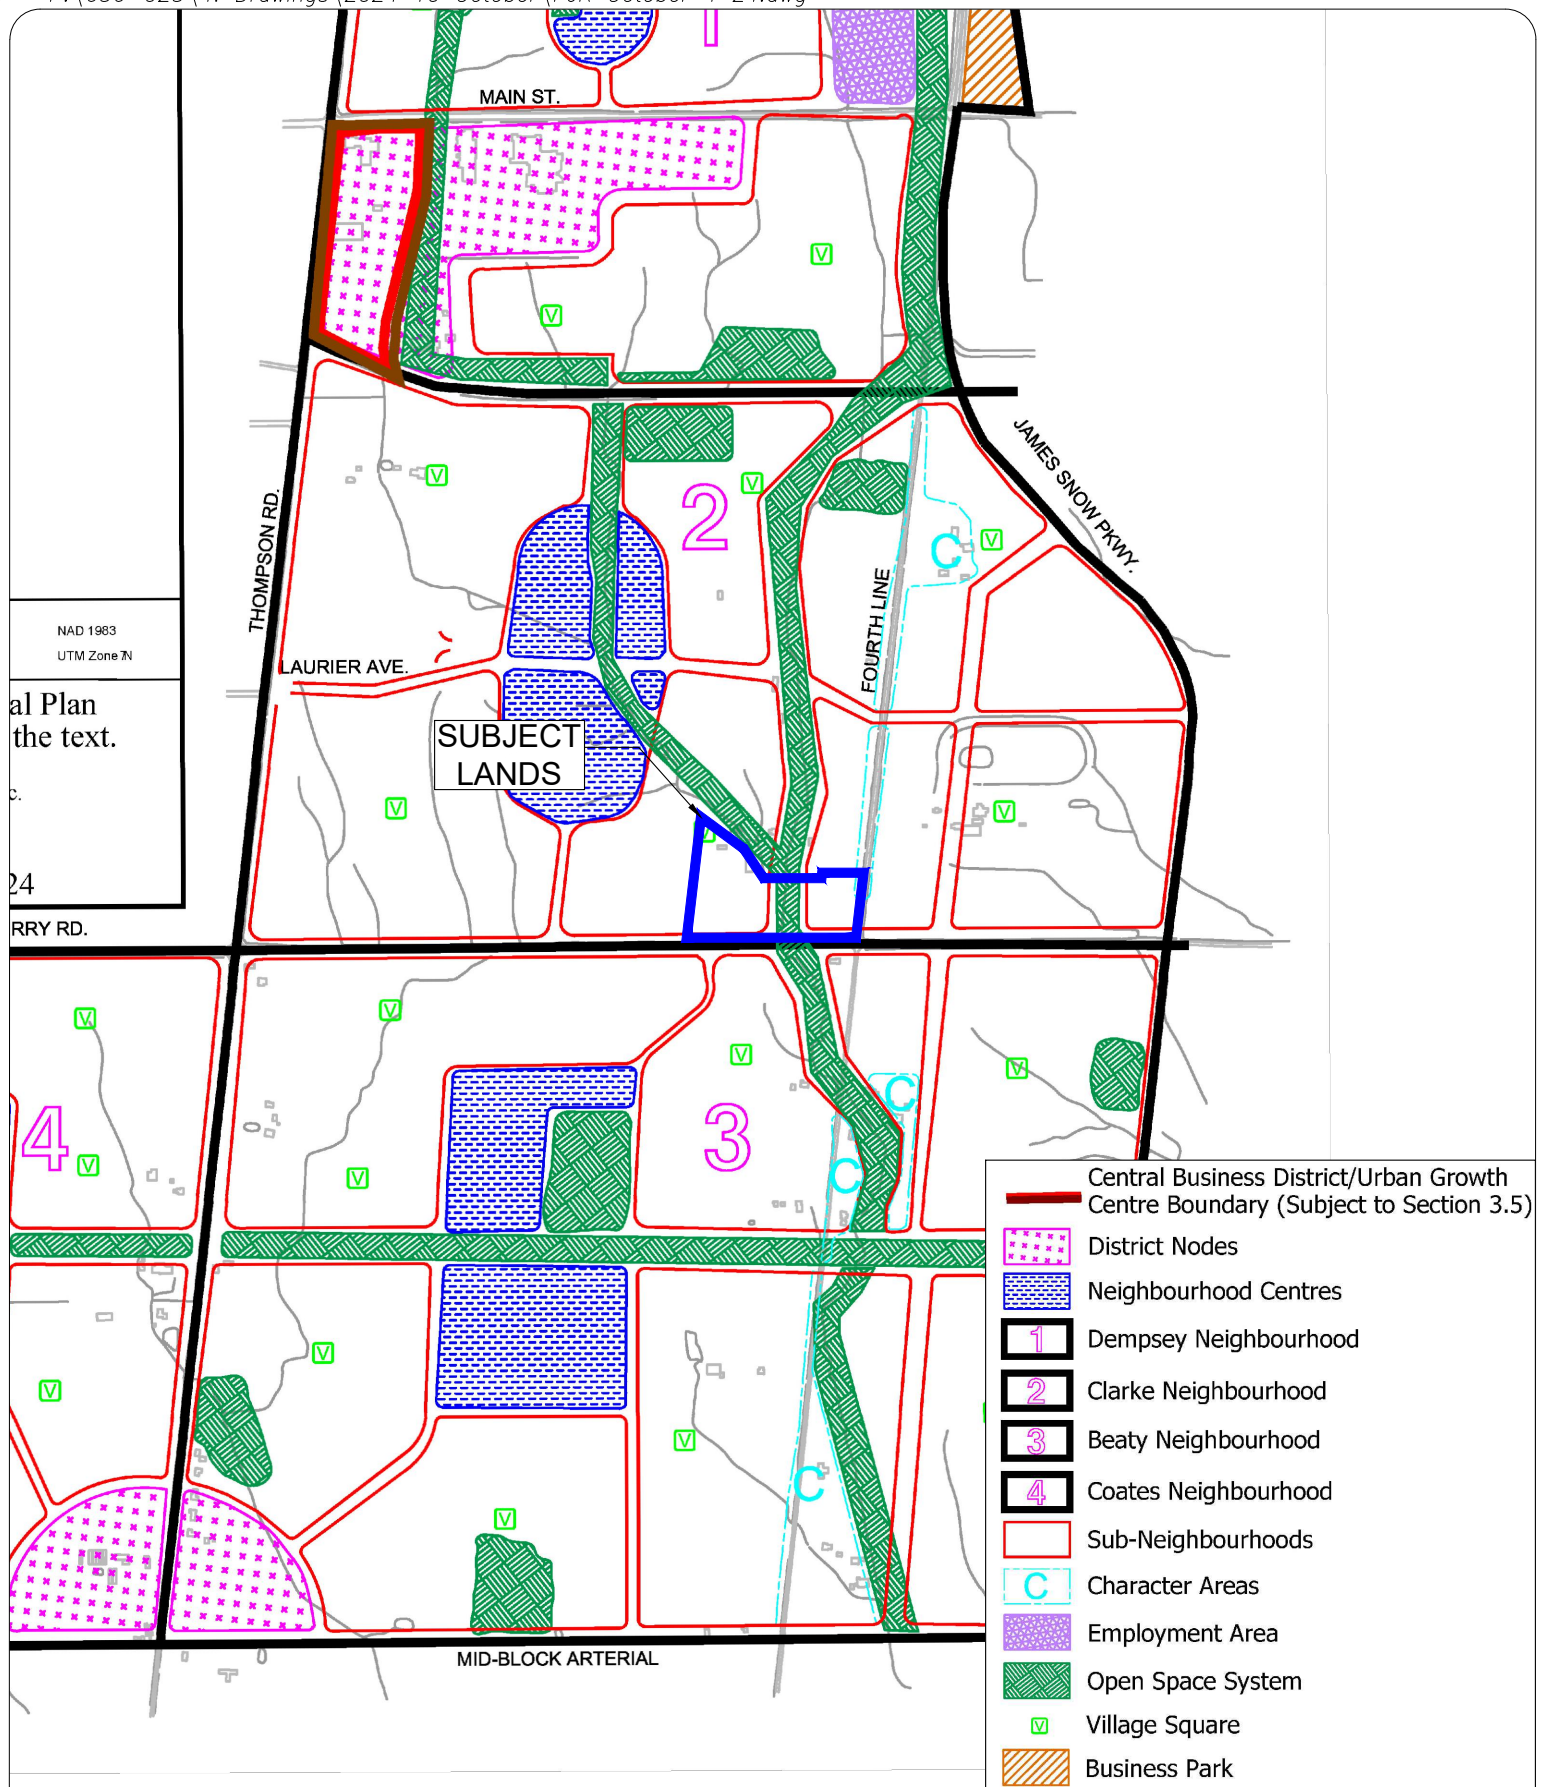 1
MAIN ST.
V
V
JAMES SNOW PKWY.
V
V
2
THOMPSON RD.
C
V
NAD 1983
UTM Zone
FOURTH LINE
LAURIER AVE.
al Plan
the text.
SUBJECT
LANDS
c.
V
V
24
RRY RD.
V
V
V
V
C
4
3
V
V
C
Central Business District/Urban Growth
Centre Boundary (Subject to Section 3.5)
District Nodes
Neighbourhood Centres
1 Dempsey Neighbourhood
2 Clarke Neighbourhood
3 Beaty Neighbourhood
4 Coates Neighbourhood
Sub-Neighbourhoods
C Character Areas
Employment Area
Open Space System
V Village Square
Business Park
V
V
V
C
V
MID-BLOCK ARTERIAL